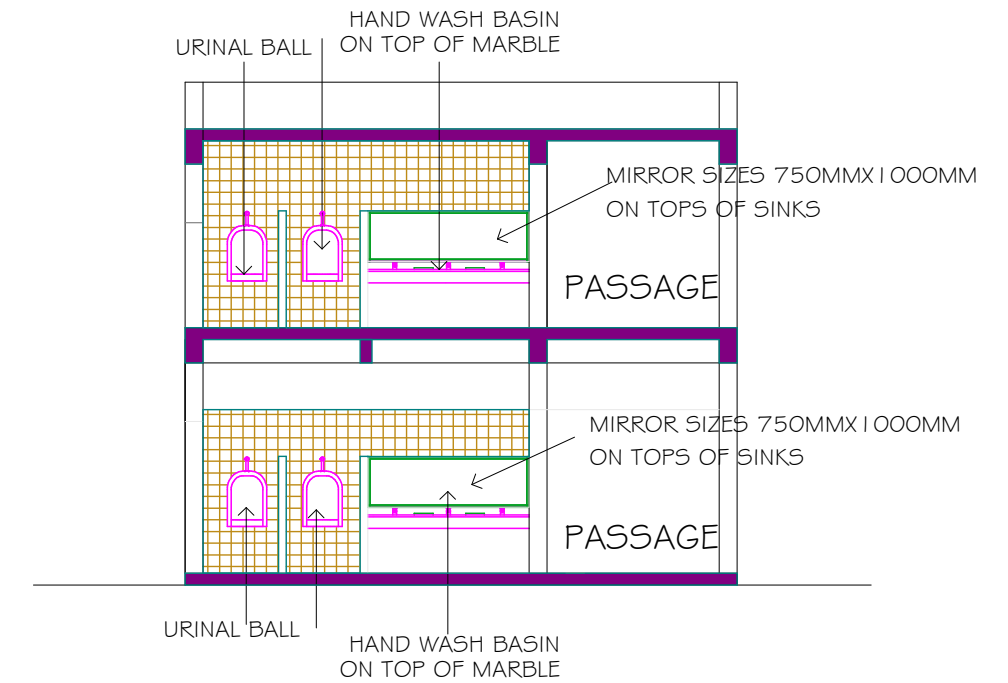 HAND WASH BASIN
ON TOP OF MARBLE
URINAL BALL
MIRROR SIZES 750MMX1000MM
ON TOPS OF SINKS
PASSAGE
MIRROR SIZES 750MMX1000MM
ON TOPS OF SINKS
PASSAGE
URINAL BALL
HAND WASH BASIN
ON TOP OF MARBLE